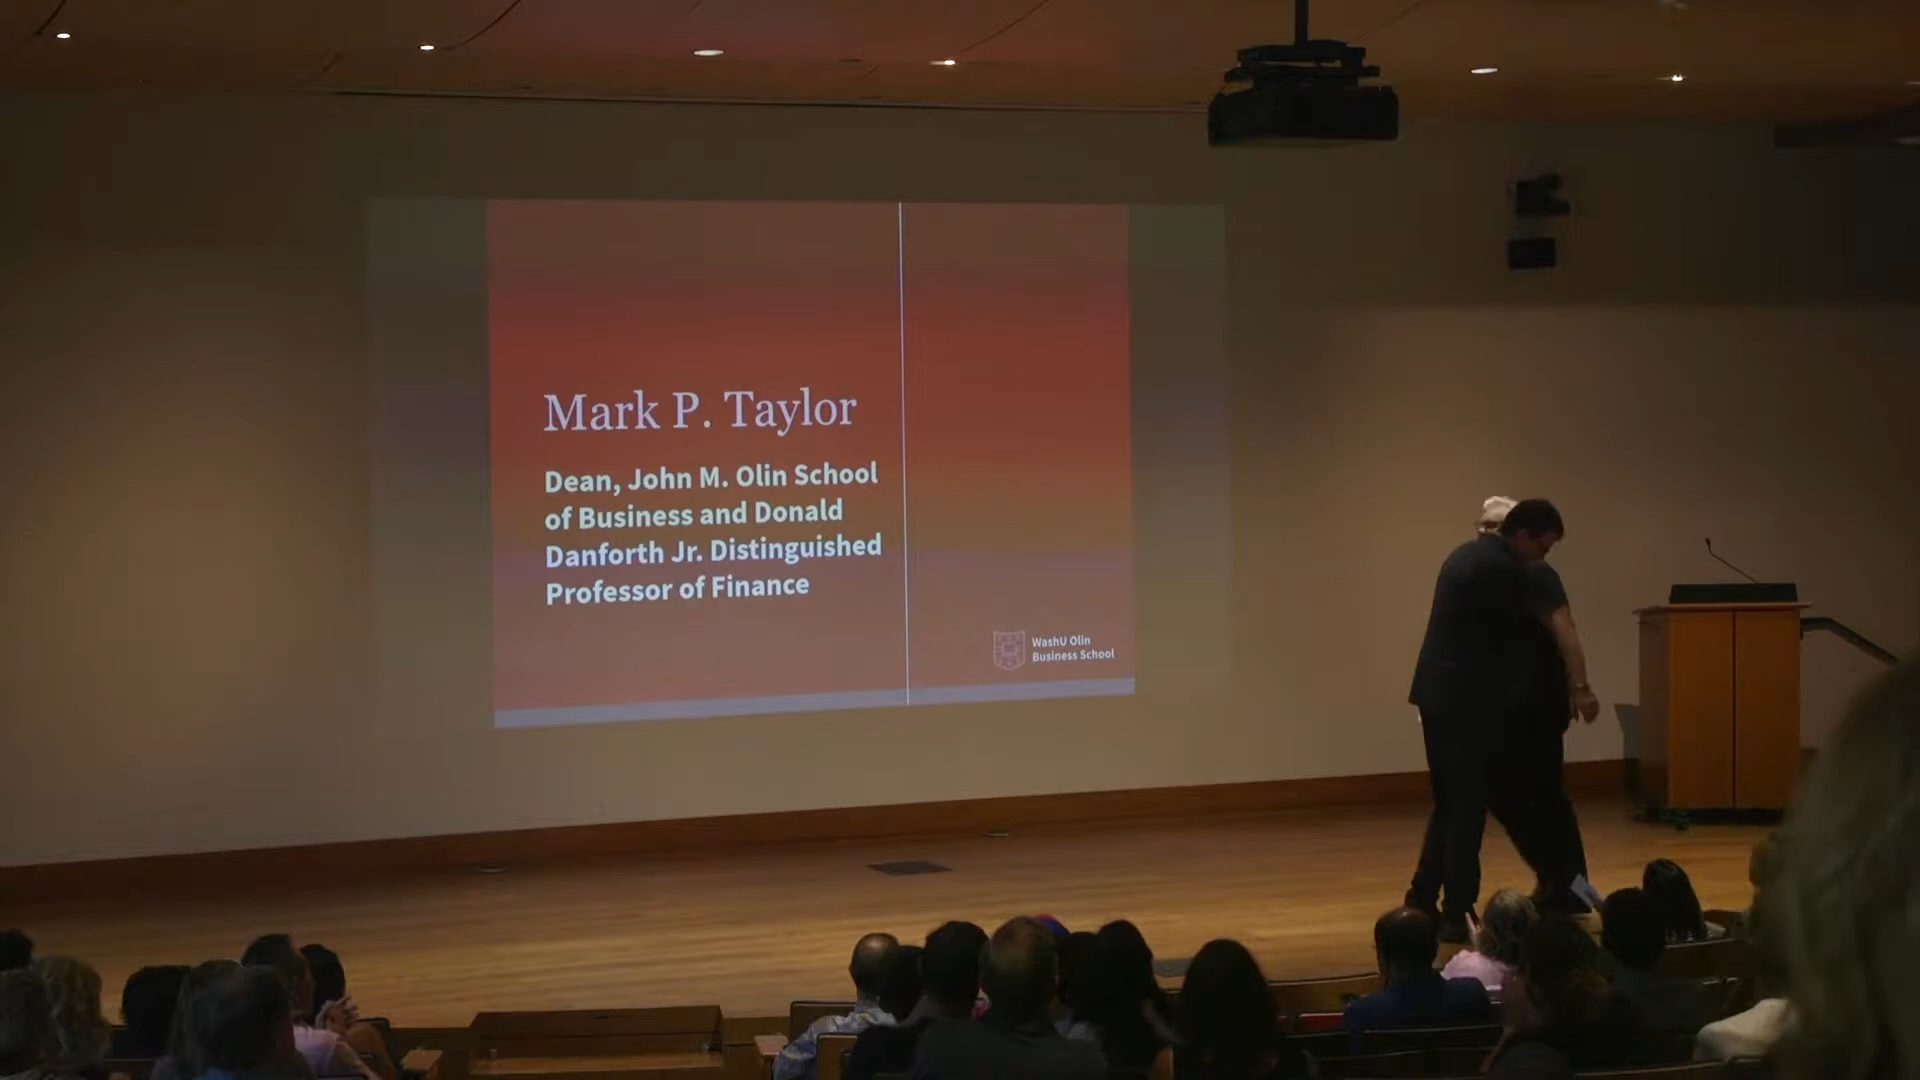 Mark P. Taylor
Dean, John M. Olin School
of Business and Donald
Danforth Jr. Distinguished
Professor of Finance
WashU Olin
Business School